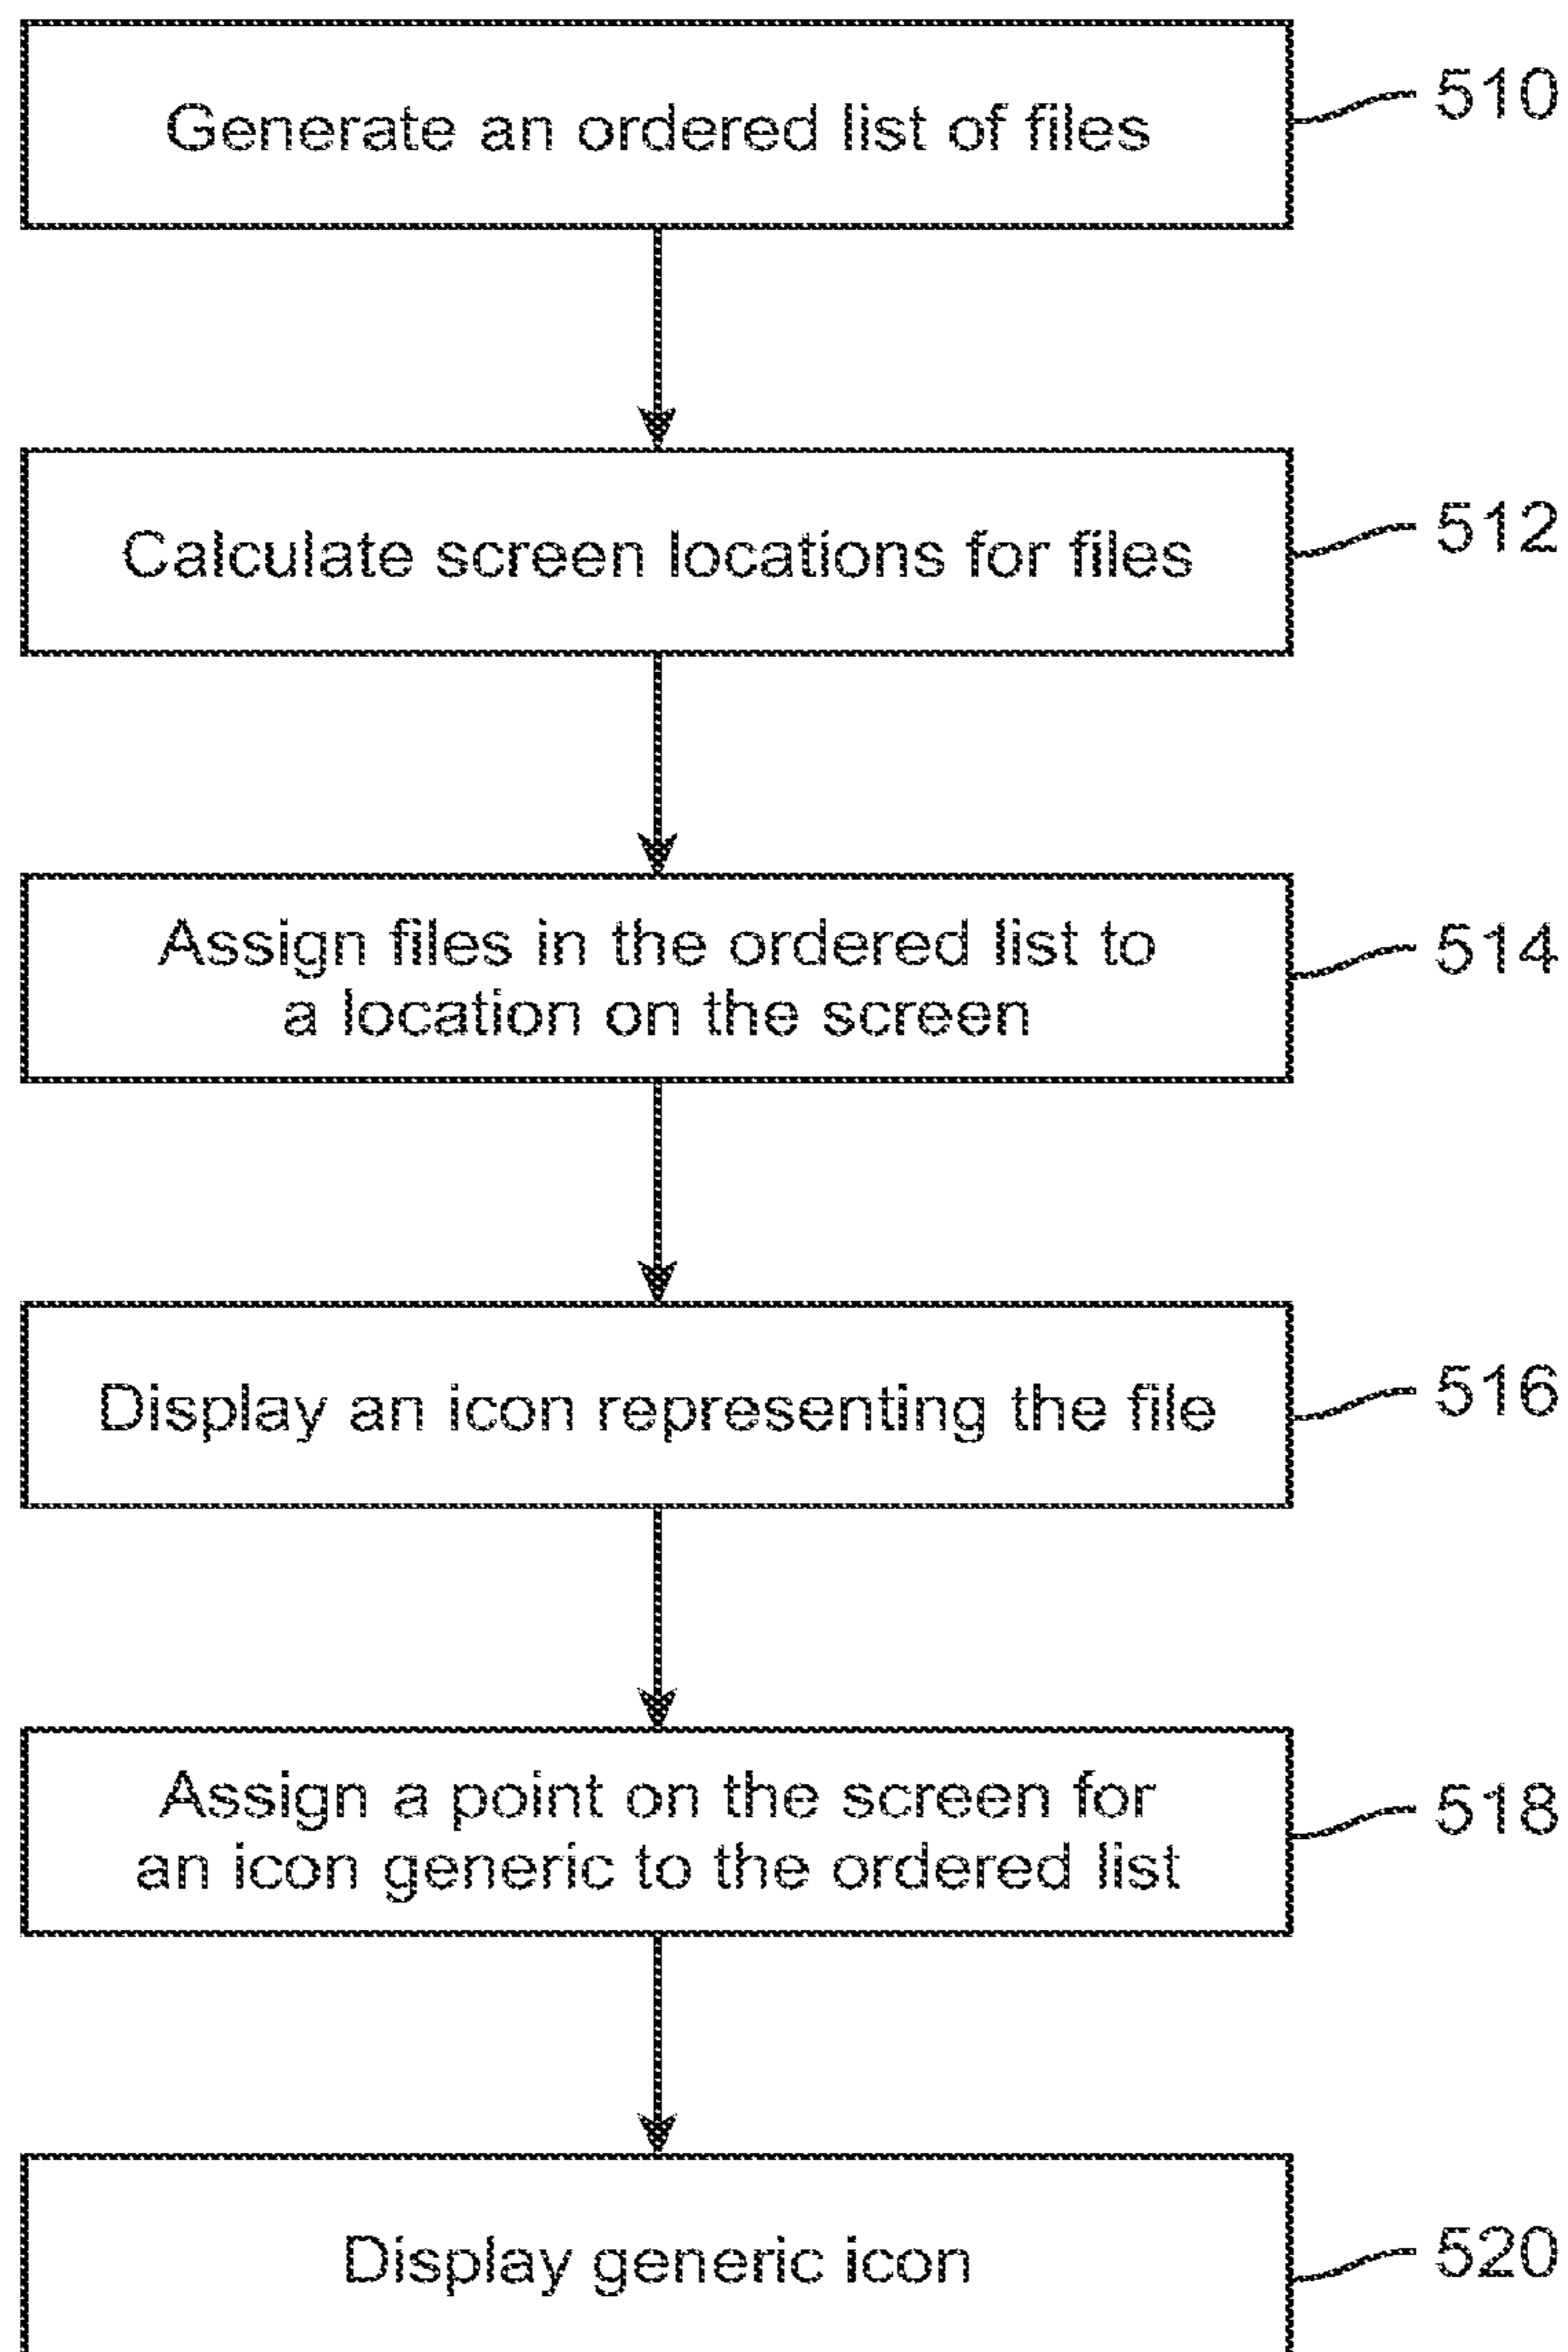 Generate an ordered list of files
510
Calculate screen locations for files
512
Assign files in the ordered list to
a location on the screen
514
Display an icon representing the file
516
Assign a point on the screen for
an icon generic to the ordered list
518
Display generic icon
520